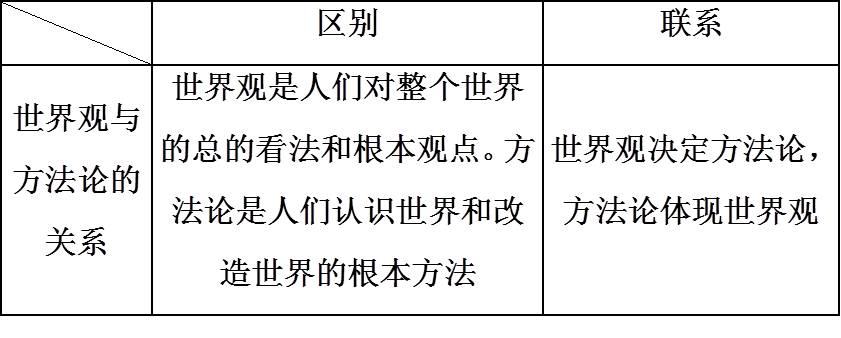 区别
联系
世界观与
方法论的
关系
世界观是人们对整个世界
的总的看法和根本观点。方
法论是人们认识世界和改
造世界的根本方法
世界观决定方法论，
方法论体现世界观